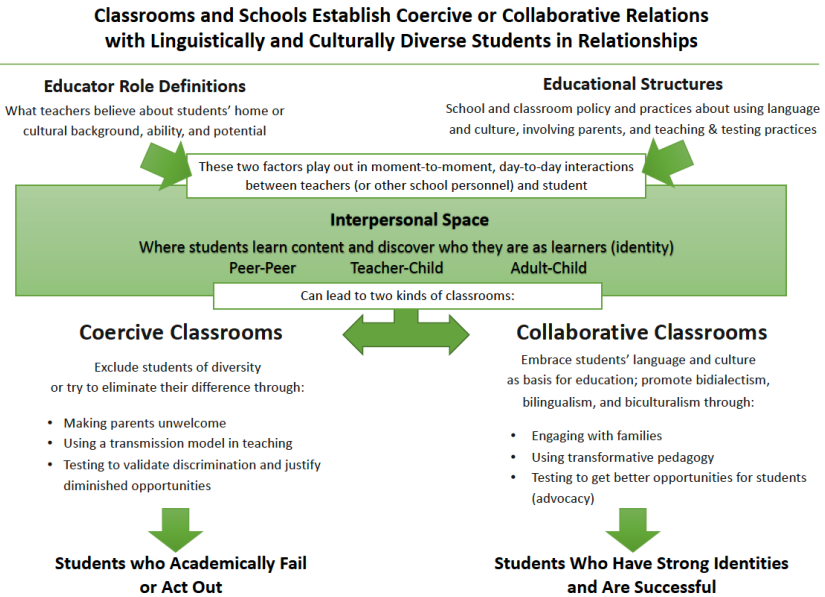 Classrooms and Schools Establish Coercive or Collaborative Relations
with Linguistically and Culturally Diverse Students in Relationships
Educator Role Definitions
What teachers believe about students' home or
cultural background, ability, and potential
Educational Structures
School and classroom policy and practices about using language
and culture, involving parents, and teaching & testing practices
These two factors play out in moment-to-moment, day-to-day interactions
between teachers (or other school personnel) and student
Interpersonal Space
Where students learn content and discover who they are as learners (identity)
Peer-Peer Teacher-Child Adult-Child
Can lead to two kinds of classrooms:
Coercive Classrooms
Exclude students of diversity
or try to eliminate their difference through:
• Making parents unwelcome
• Using a transmission model in teaching
• Testing to validate discrimination and justify
diminished opportunities
Students who Academically Fail
or Act Out
Collaborative Classrooms
Embrace students' language and culture
as basis for education; promote bidialectism,
bilingualism, and biculturalism through:
• Engaging with families
• Using transformative pedagogy
• Testing to get better opportunities for students
(advocacy)
Students Who Have Strong Identities
and Are Successful